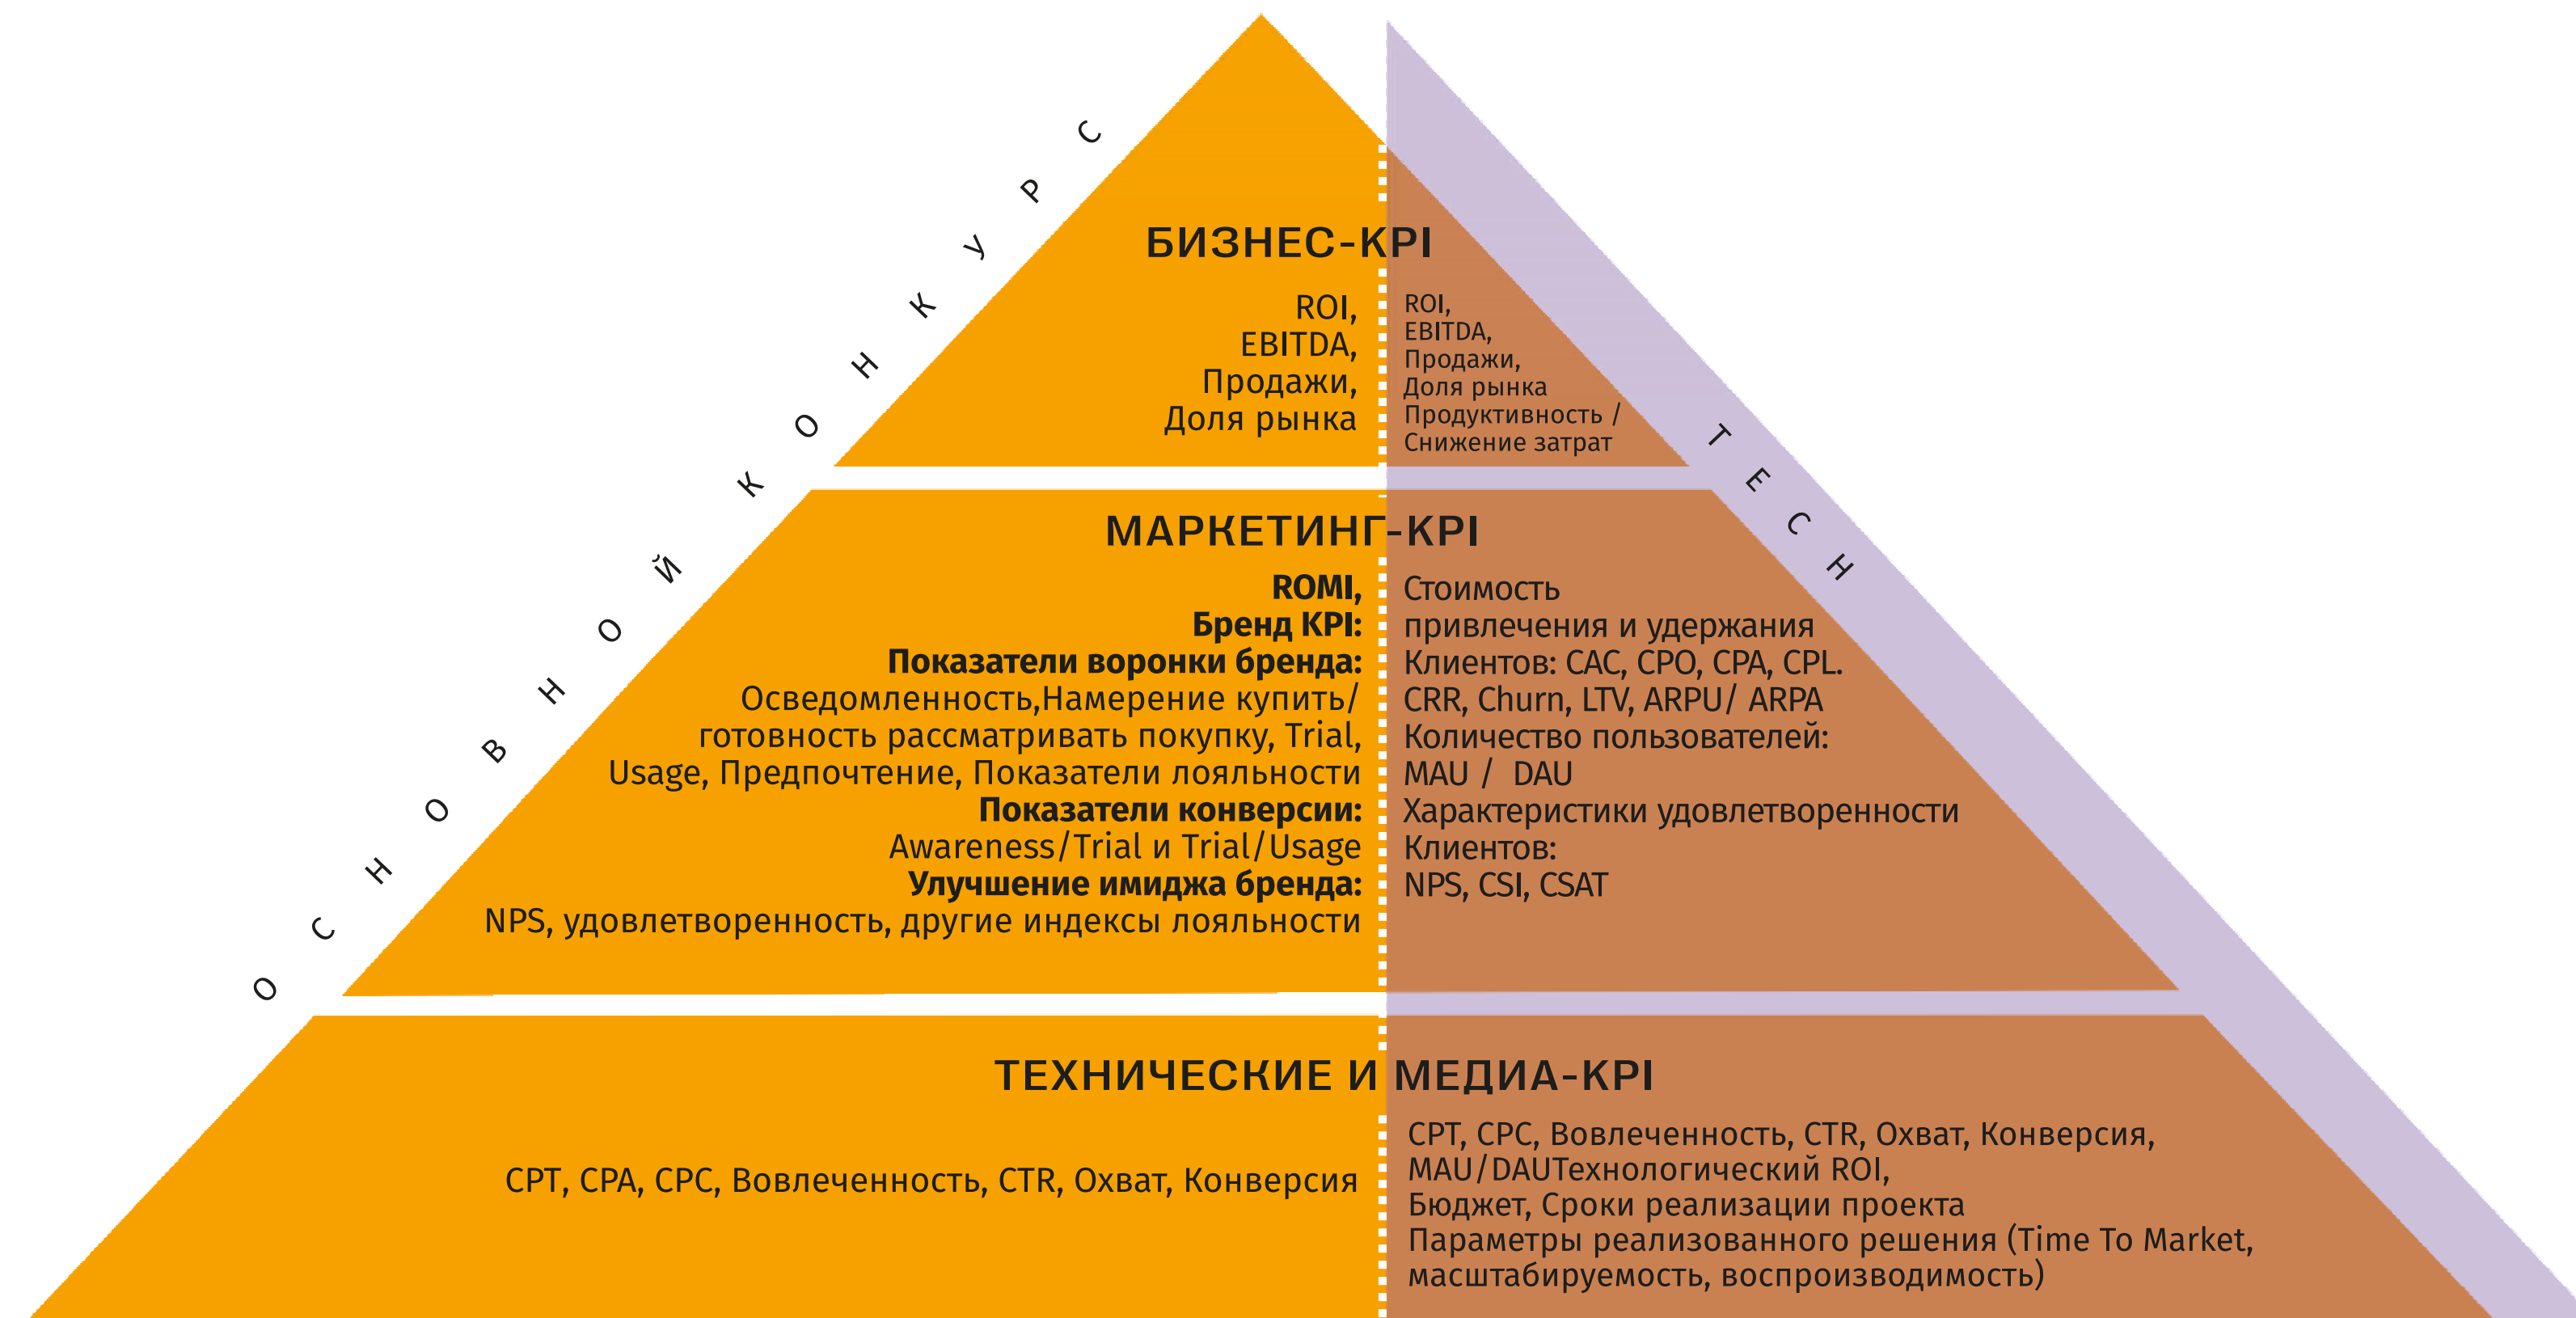 ОСНОВНОЙ КОНКУРС
ТЕСН
БИЗНЕС-KPI
ROI,
EBITDA,
Продажи,
Доля рынка
ROI,
EBITDA,
Продажи,
Доля рынка
Продуктивность /
Снижение затрат
МАРКЕТИНГ-KPI
ROMI,
Бренд KPI:
Показатели воронки бренда:
Осведомленность,Намерение купить/
готовность рассматривать покупку, Trial,
Usage, Предпочтение, Показатели лояльности
Показатели конверсии:
Awareness/Trial и Trial/Usage
Улучшение имиджа бренда:
NPS, удовлетворенность, другие индексы лояльности
Стоимость
привлечения и удержания
Клиентов: CAC, CPO, CPA, CPL.
CRR, Churn, LTV, ARPU/ ARPA
Количество пользователей:
MAU / DAU
Характеристики удовлетворенности
Клиентов:
NPS, CSI, CSAT
ТЕХНИЧЕСКИЕ И МЕДИА-KPI
CPT, CPA, CPC, Вовлеченность, CTR, Охват, Конверсия
CPT, CPC, Вовлеченность, CTR, Охват, Конверсия,
MAU/DAUТехнологический ROI,
Бюджет, Сроки реализации проекта
Параметры реализованного решения (Time To Market,
масштабируемость, воспроизводимость)